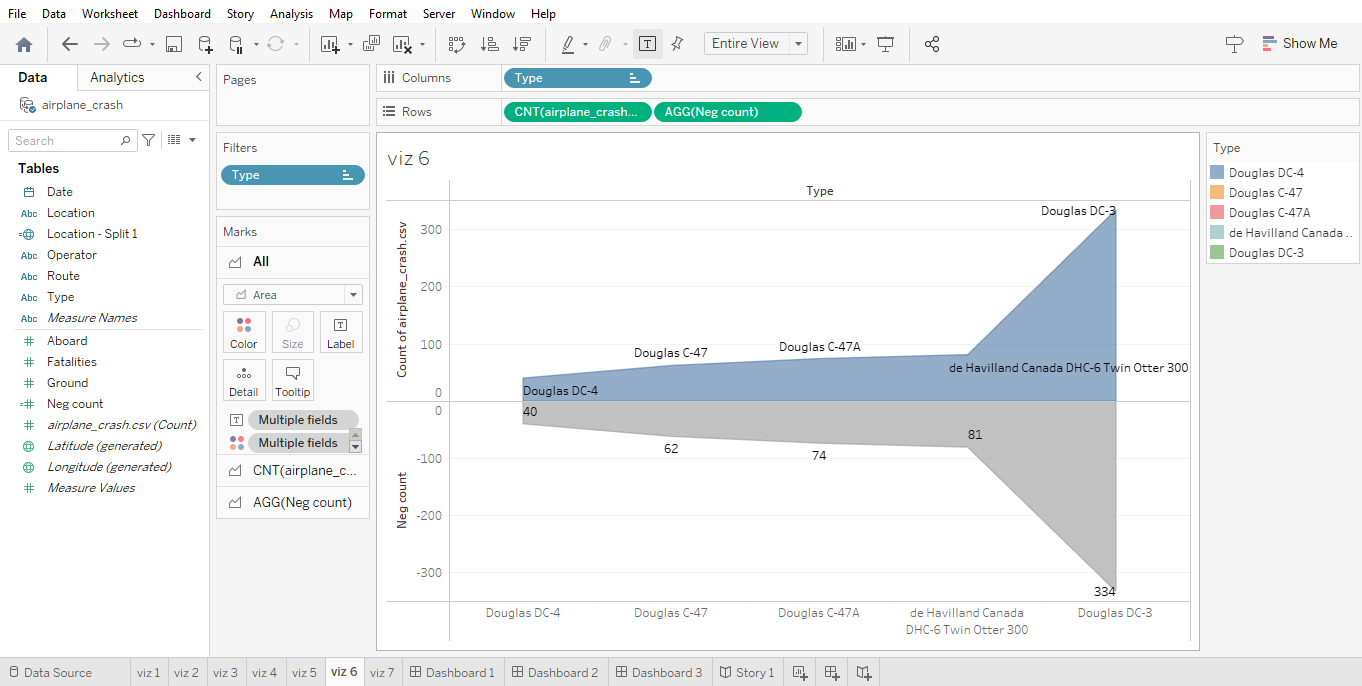 File Data Worksheet Dashboard Story Analysis Map Format Server Window Help
Entire View
Show Me
Data Analytics
airplane_crash
Search
Tables
Date
Abc Location
Location - Split 1
Abc Operator
Abc Route
Abc Type
Abc Measure Names
Aboard
Fatalities
Ground
Neg count
airplane_crash.csv (Count)
Latitude (generated)
Longitude (generated)
Measure Values
Pages
Filters
Type
Marks
All
Area
Color Size Label
Detail Tooltip
Multiple fields
Multiple fields
CNT(airplane_c...
AGG(Neg count)
Columns Type
Rows CNT(airplane_crash... AGG(Neg count)
viz 6
Type
Count of airplane_crash.csv
300
200
100
0
Douglas DC-3
Douglas C-47
Douglas C-47A
de Havilland Canada DHC-6 Twin Otter 300
Douglas DC-4
Neg count
0
-100
-200
-300
40
62
74
81
334
Douglas DC-4 Douglas C-47 Douglas C-47A de Havilland Canada Douglas DC-3
DHC-6 Twin Otter 300
Type
Douglas DC-4
Douglas C-47
Douglas C-47A
de Havilland Canada ..
Douglas DC-3
Data Source viz 1 viz 2 viz 3 viz 4 viz 5 viz 6 viz 7 Dashboard 1 Dashboard 2 Dashboard 3 Story 1